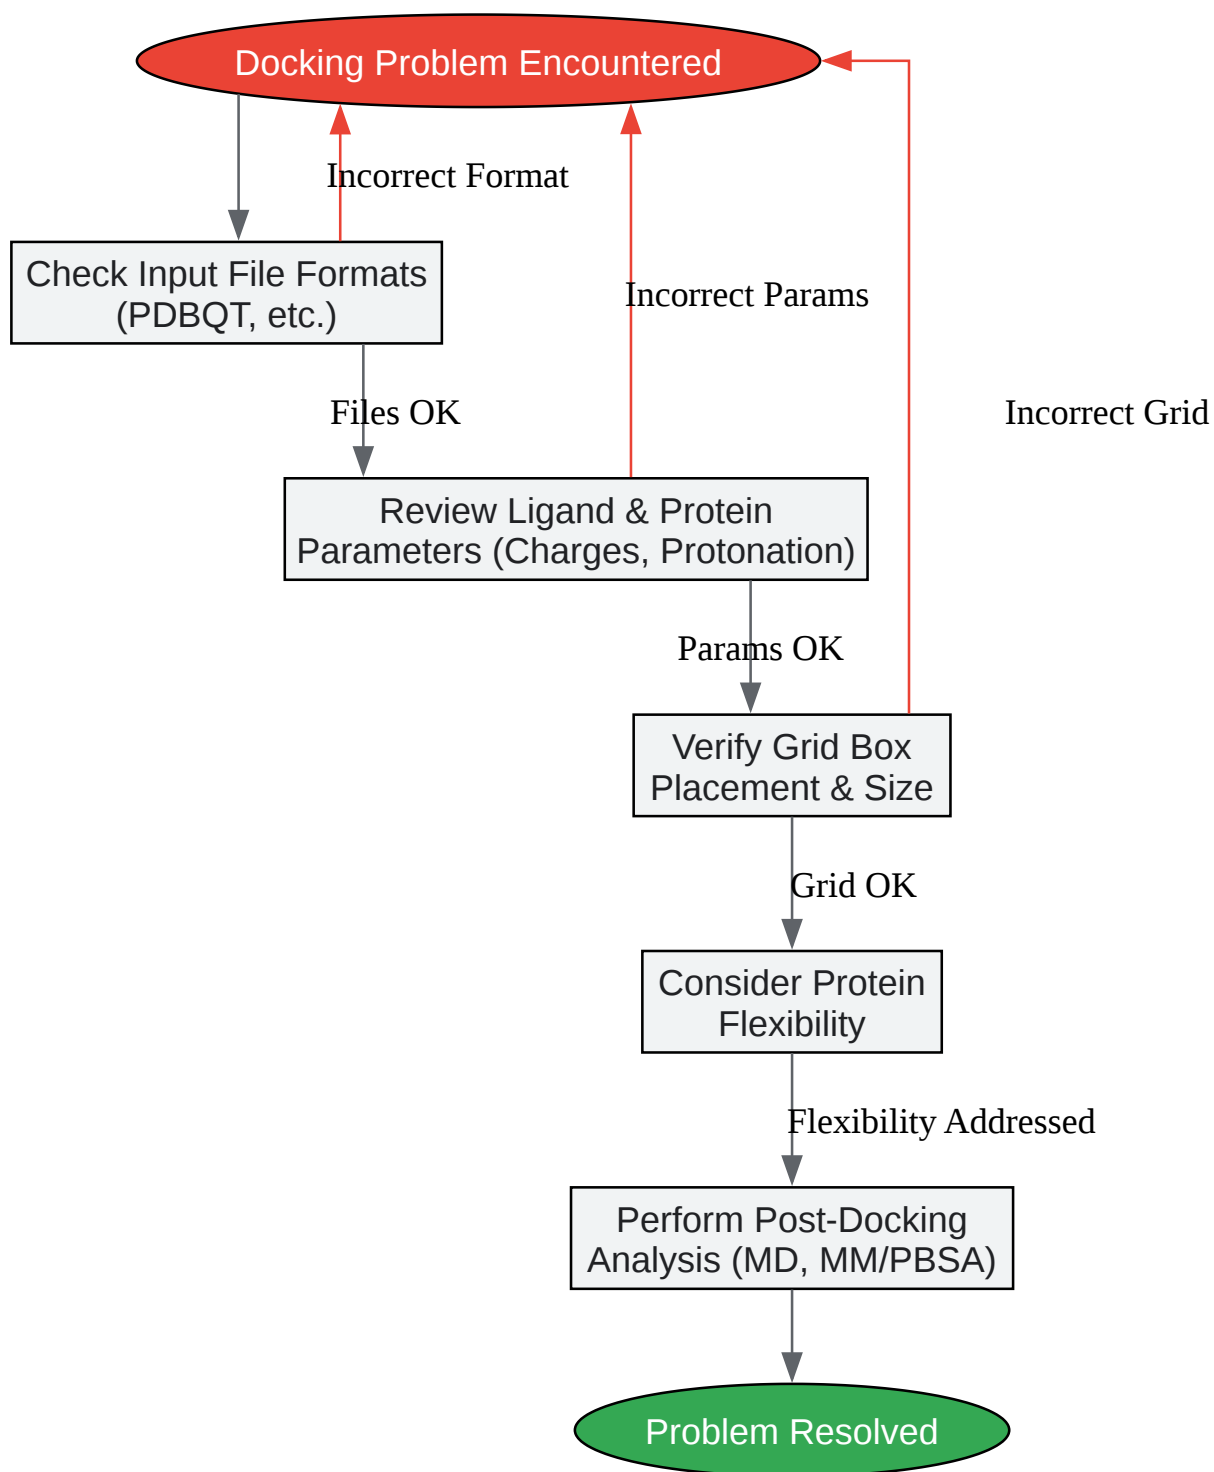 Docking Problem Encountered
Incorrect Format
Check Input File Formats
(PDBQT, etc.)
Incorrect Params
Files OK
Incorrect Grid
Review Ligand & Protein
Parameters (Charges, Protonation)
Params OK
Verify Grid Box
Placement & Size
Grid OK
Consider Protein
Flexibility
Flexibility Addressed
Perform Post-Docking
Analysis (MD, MM/PBSA)
Problem Resolved